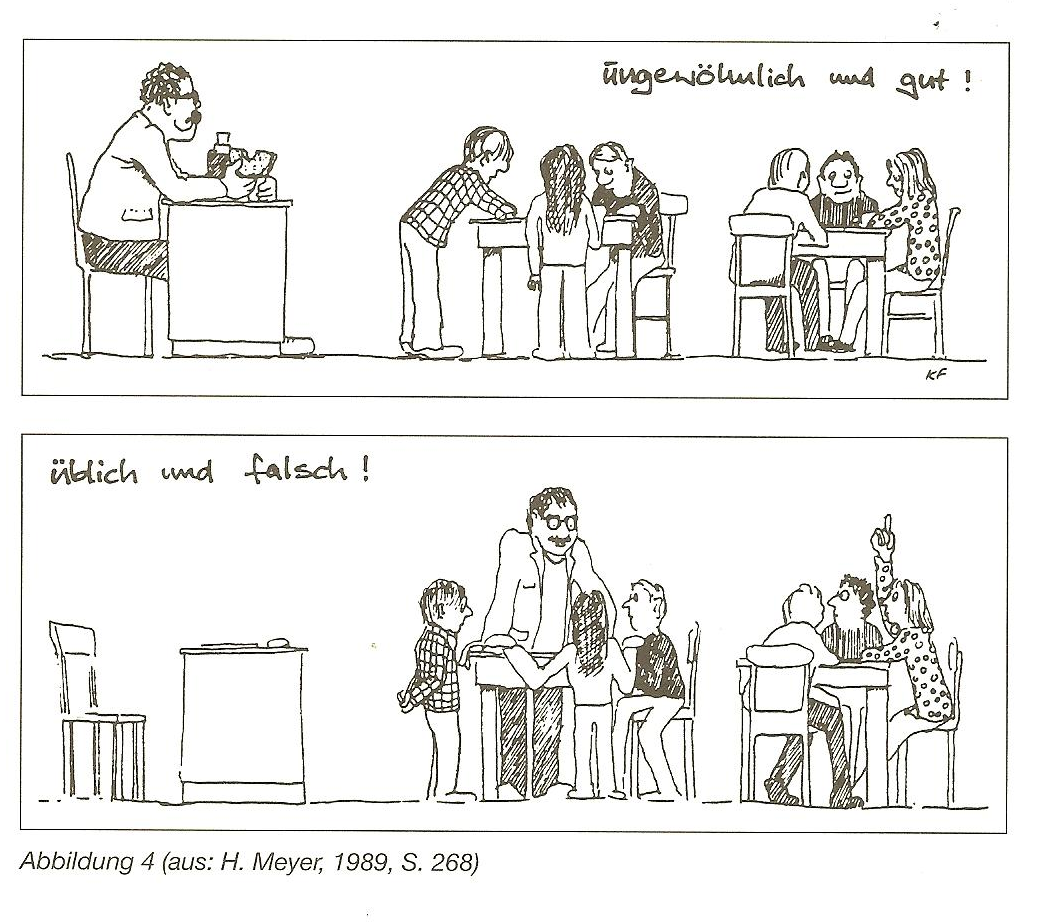 ungewöhnlich und gut!
KF
üblich und falsch!
Abbildung 4 (aus: H. Meyer, 1989, S. 268)